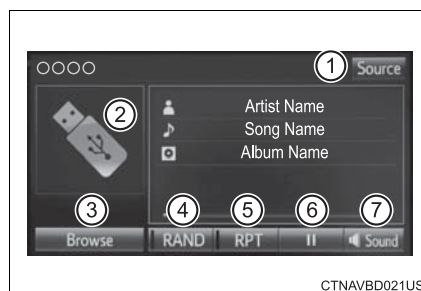 ○○○○
① Source
②
Artist Name
Song Name
Album Name
③ ④ ⑤ ⑥ ⑦
Browse RAND RPT II Sound
CTNAVBD021US